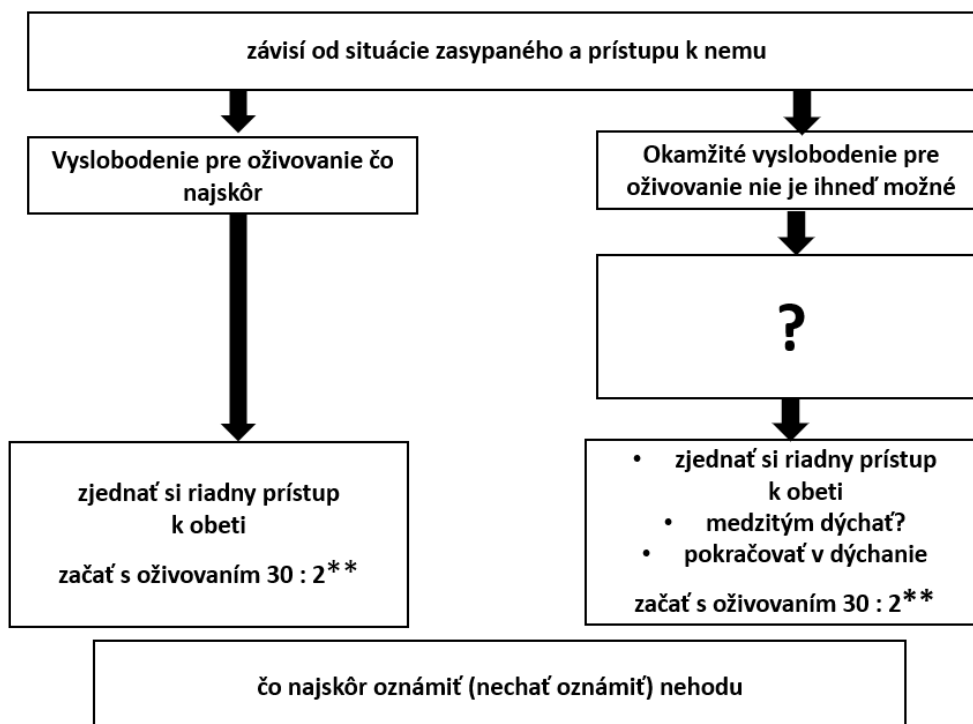 závisí od situácie zasypaného a prístupu k nemu
Vyslobodenie pre oživovanie čo
najskôr
Okamžité vyslobodenie pre
oživovanie nie je ihneď možné
?
zjednať si riadny prístup
k obeti
začať s oživovaním 30 : 2**
• zjednať si riadny prístup
k obeti
• medzitým dýchať?
• pokračovať v dýchanie
začať s oživovaním 30 : 2**
čo najskôr oznámiť (nechať oznámiť) nehodu